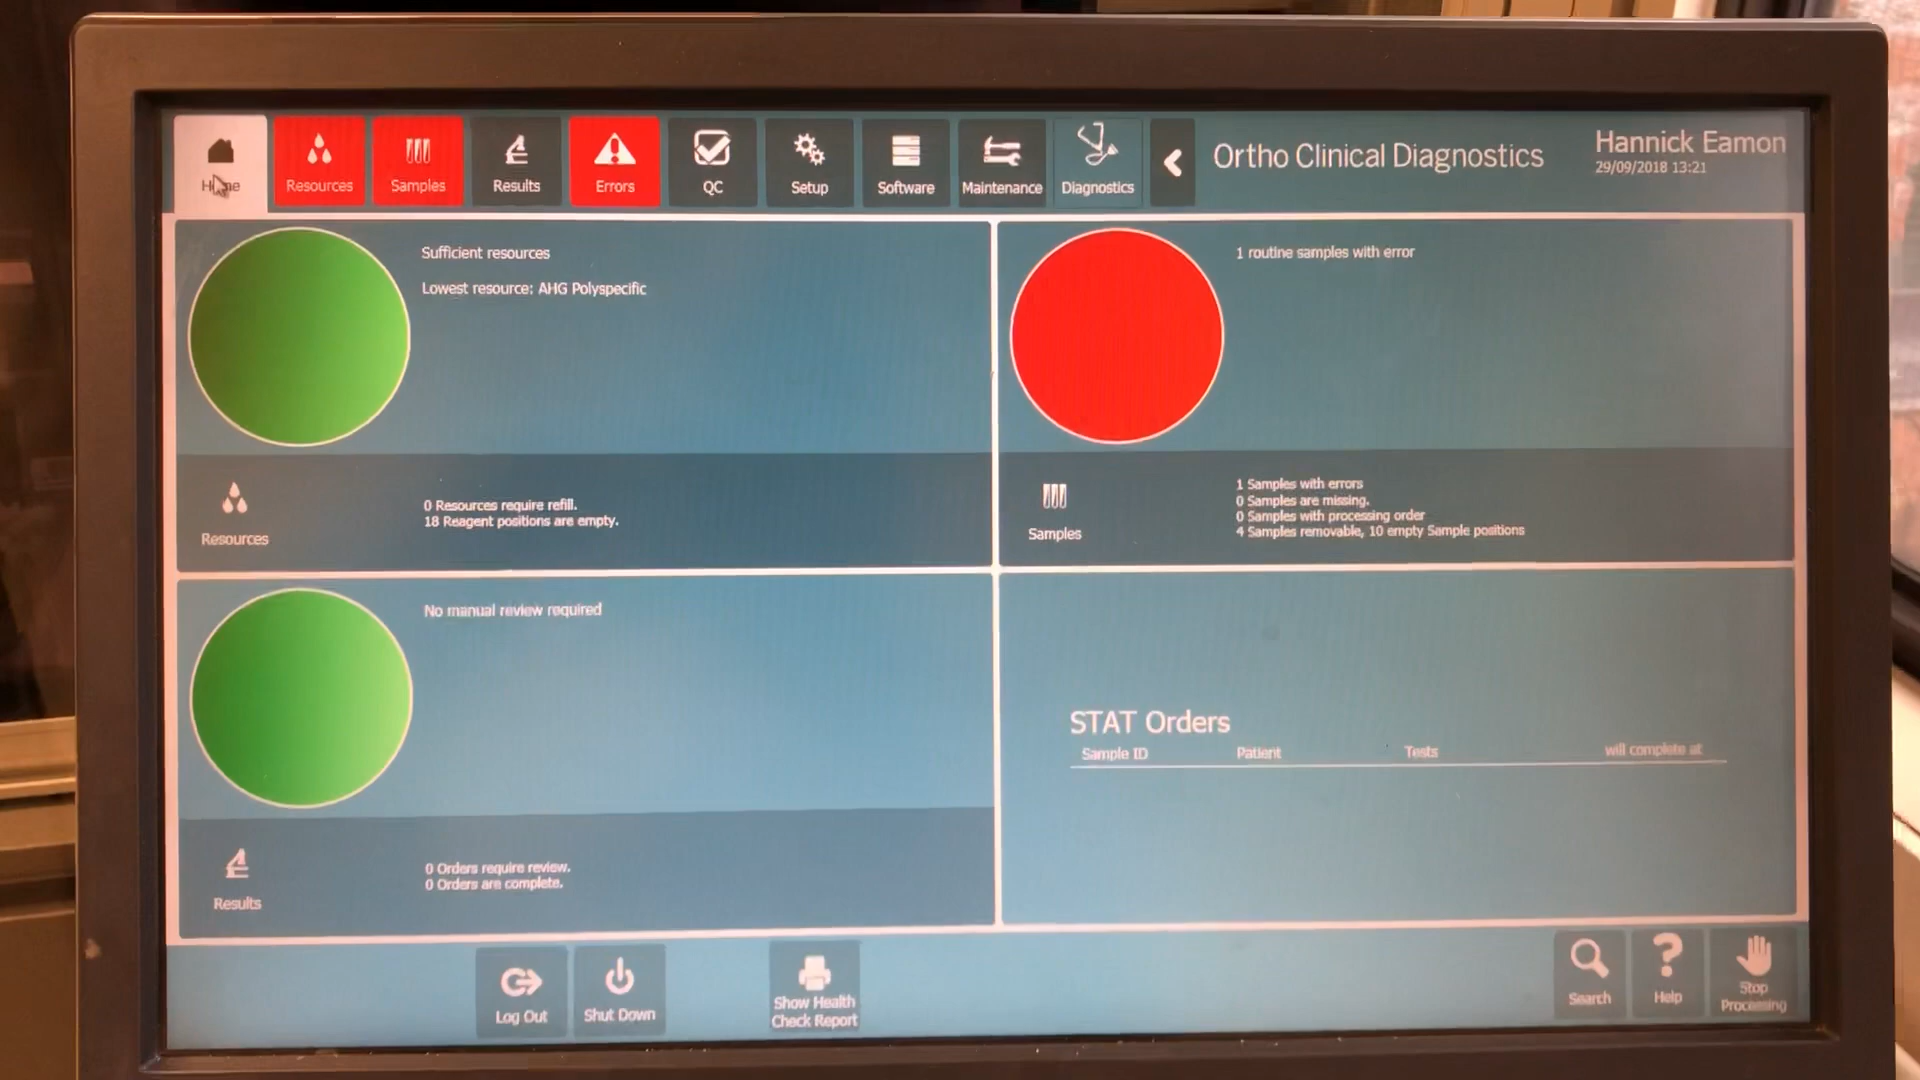 Home
Resources
Samples
Results
Errors
QC
Setup
Software
Maintenance
Diagnostics
Ortho Clinical Diagnostics
Hannick Eamon
29/09/2018 13:21
Sufficient resources
Lowest resource: AHG Polyspecific
Resources
0 Resources require refill.
18 Reagent positions are empty.
1 routine samples with error
Samples
1 Samples with errors
0 Samples are missing.
0 Samples with processing order
4 Samples removable, 10 empty Sample positions
No manual review required
Results
0 Orders require review.
0 Orders are complete.
STAT Orders
Sample ID Patient Tests will complete at
Log Out
Shut Down
Show Health
Check Report
Search
Help
Stop
Processing